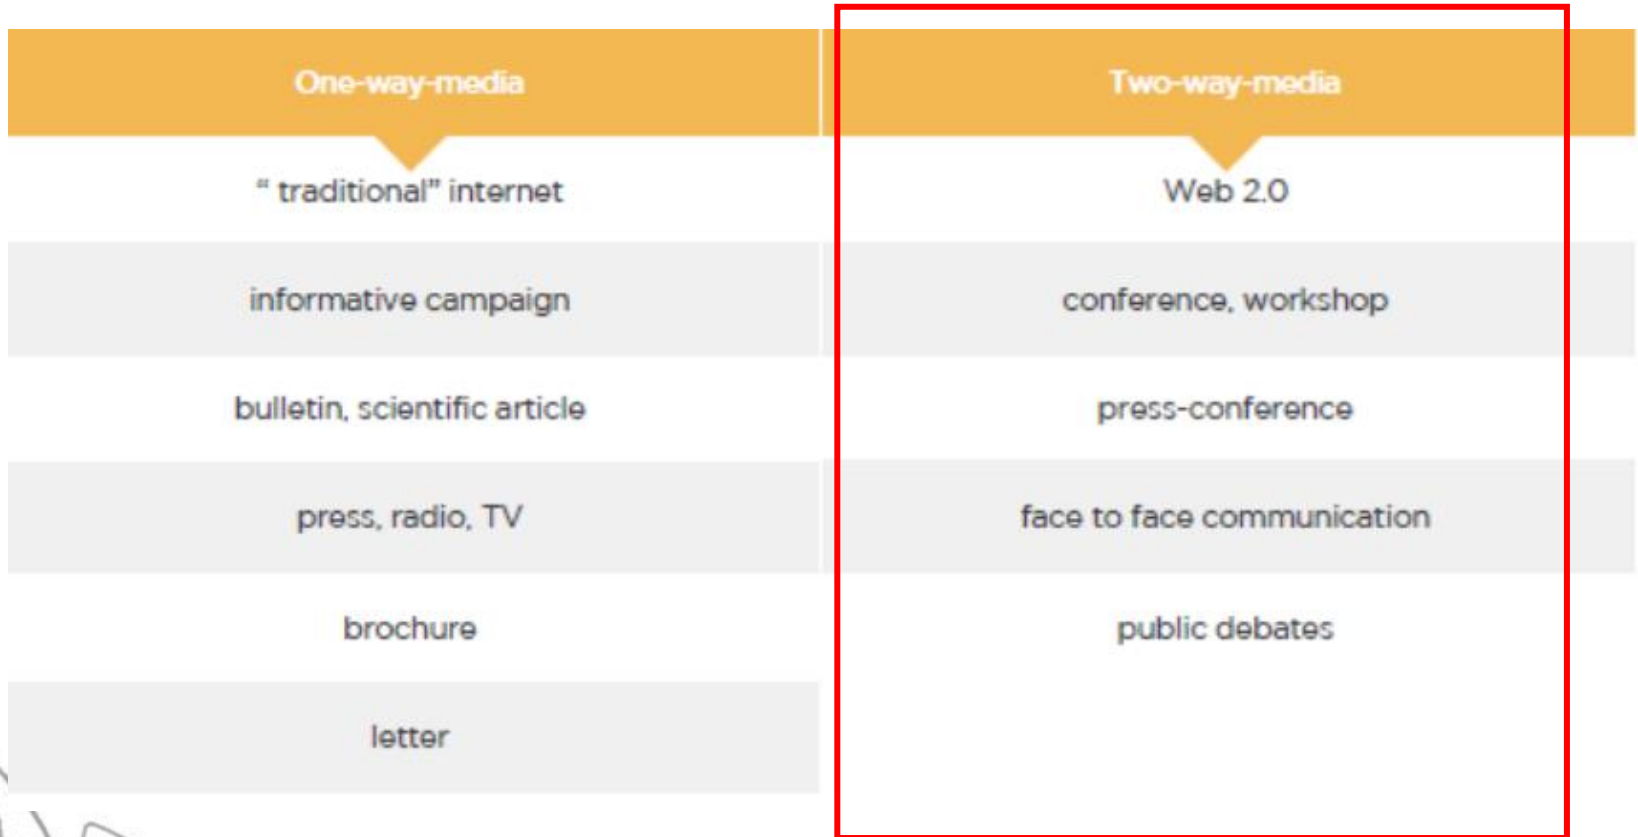 One-way-media Two-way-media
“ traditional” internet Web 2.0
informative campaign conference, workshop
bulletin, scientific article press-conference
press, radio, TV face to face communication
brochure public debates
letter